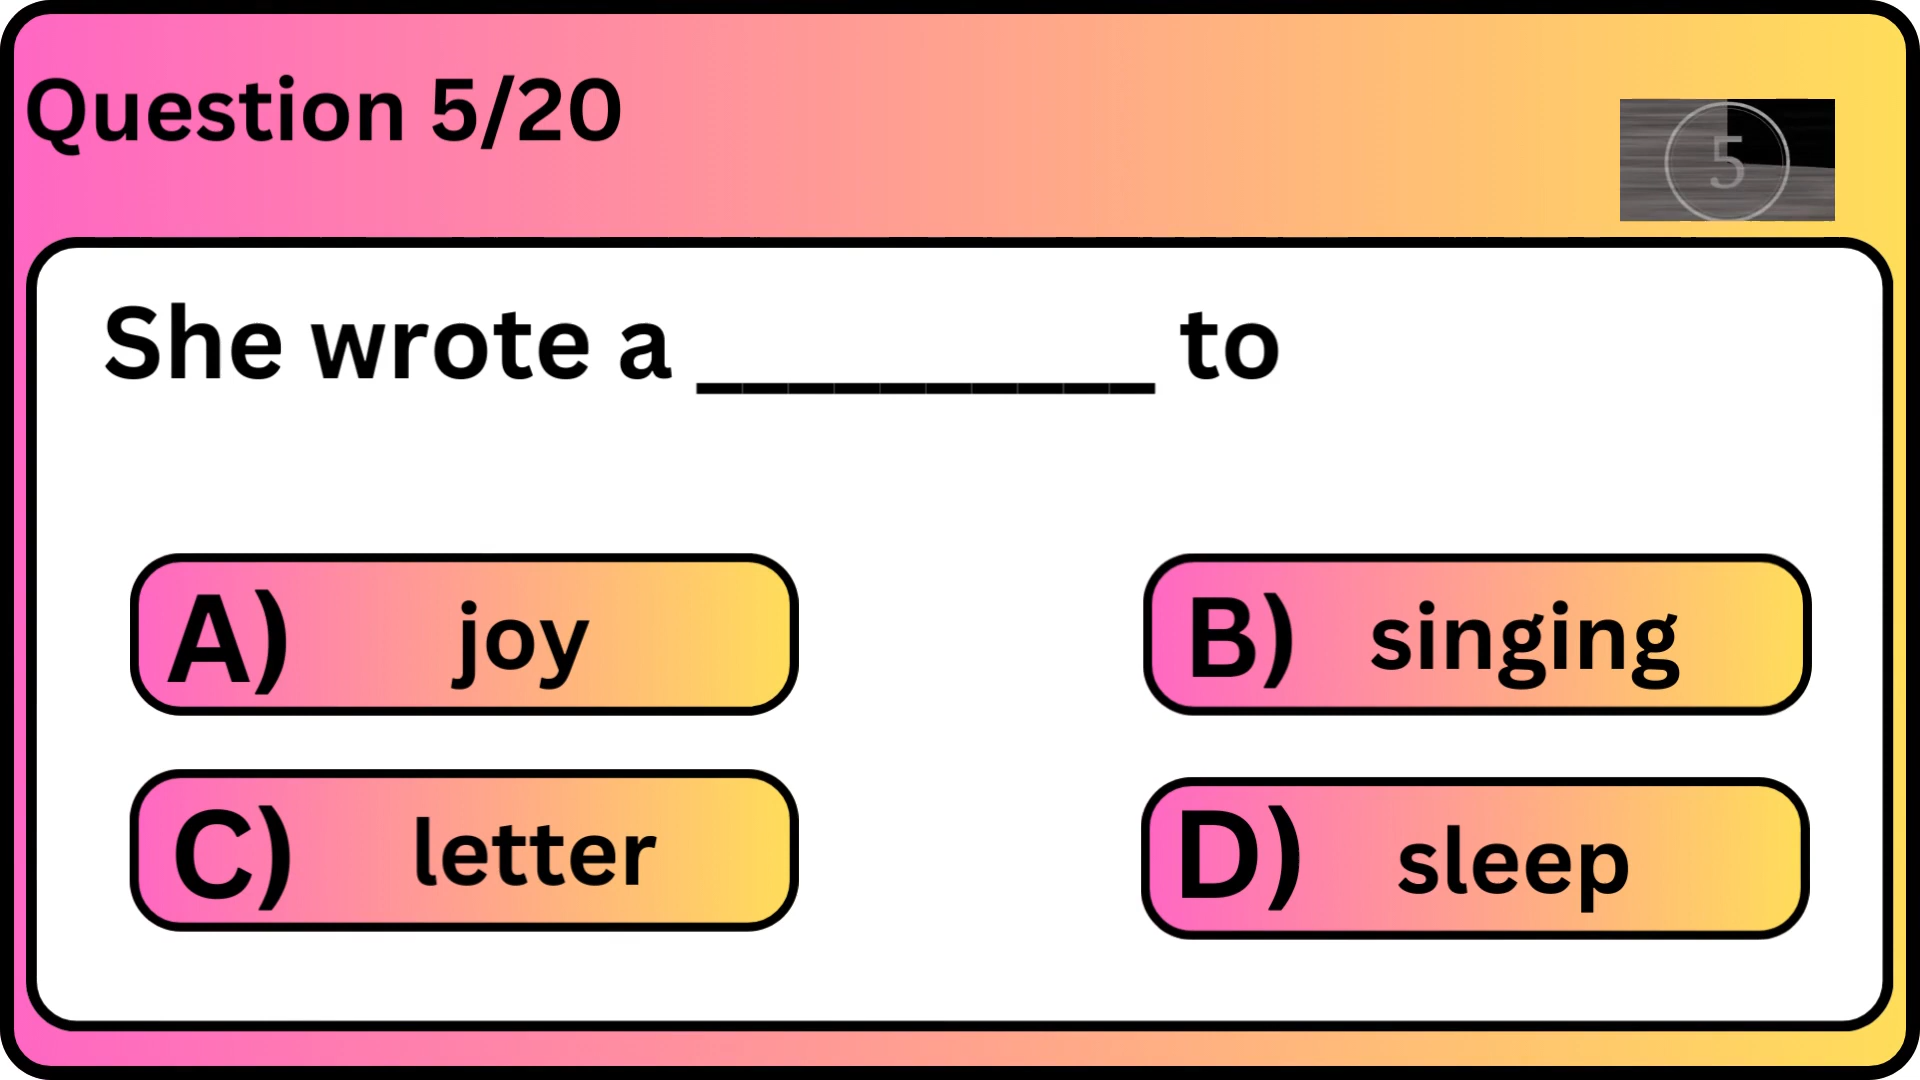 Question 5/20
5
She wrote a __________ to
A) joy
B) singing
C) letter
D) sleep